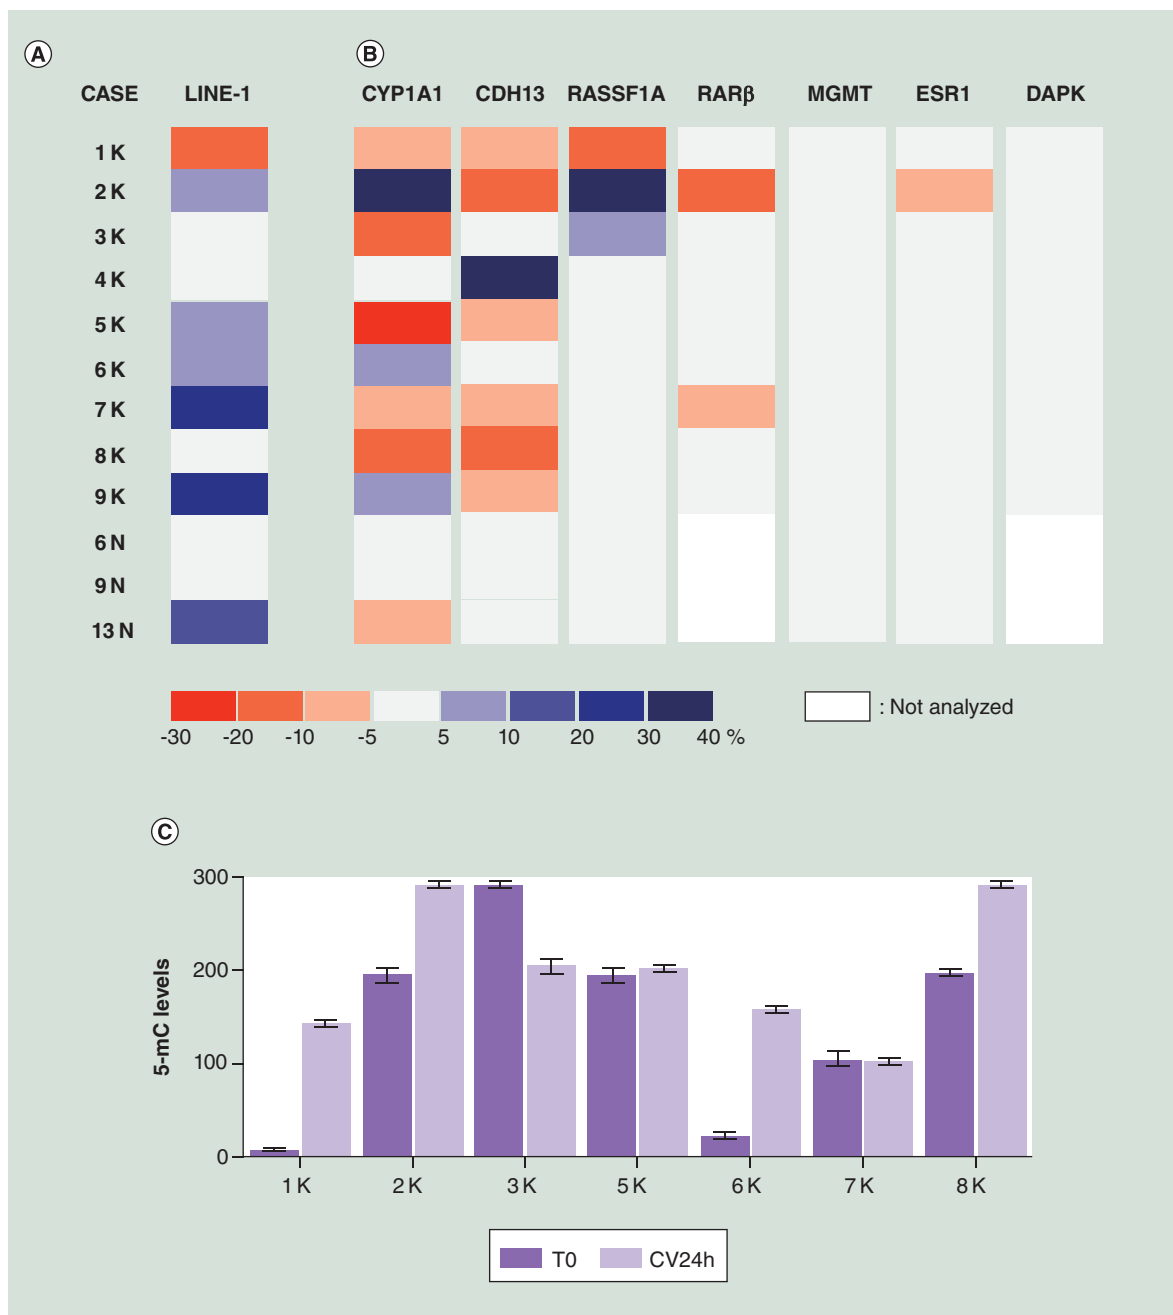 A
B
CASE LINE-1 CYP1A1 CDH13 RASSF1A RARβ MGMT ESR1 DAPK
1 K
2 K
3 K
4 K
5 K
6 K
7 K
8 K
9 K
6 N
9 N
13 N
-30 -20 -10 -5 5 10 20 30 40 %
: Not analyzed
C
5-mC levels
300
200
100
0
1 K 2 K 3 K 5 K 6 K 7 K 8 K
T0 CV24h